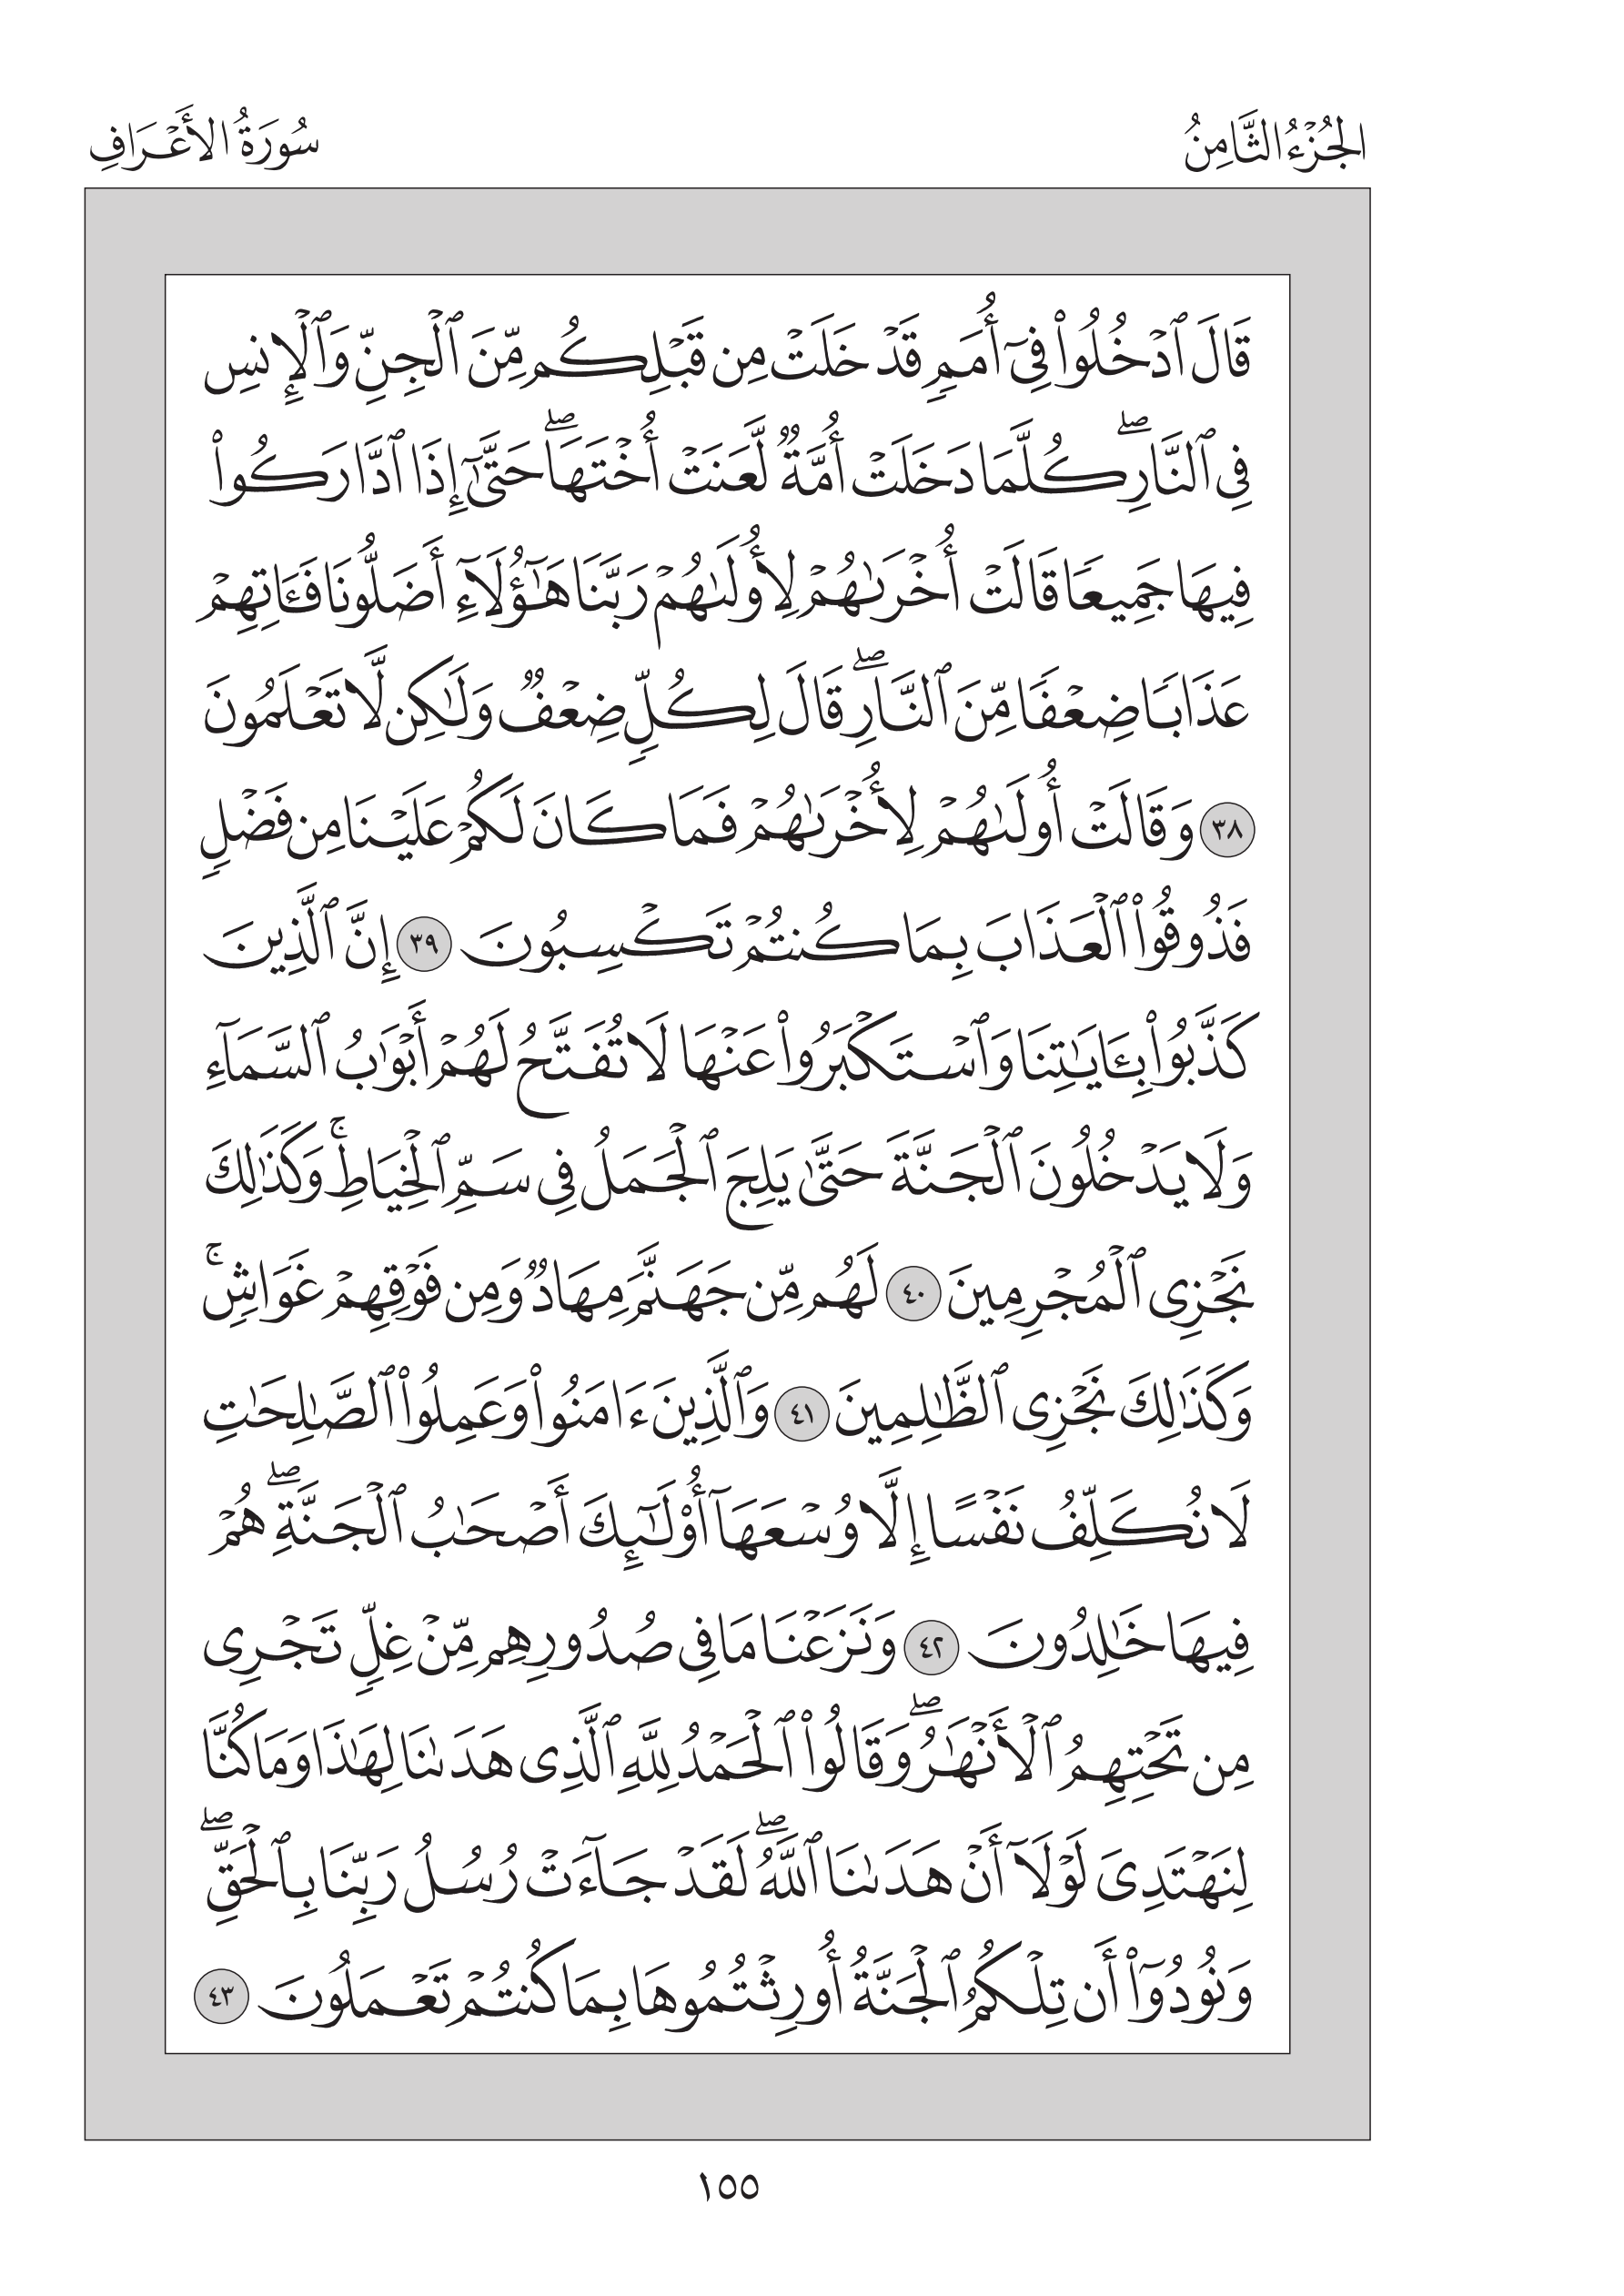 الجُزْءُ الثَّامِنُ
سُورَةُ الأَعْرَافِ
قَالَ ٱدْخُلُوا۟ فِىٓ أُمَمٍ قَدْ خَلَتْ مِن قَبْلِكُم مِّنَ ٱلْجِنِّ وَٱلْإِنسِ
فِى ٱلنَّارِ ۖ كُلَّمَا دَخَلَتْ أُمَّةٌ لَّعَنَتْ أُخْتَهَا ۖ حَتَّىٰٓ إِذَا ٱدَّارَكُوا۟
فِيهَا جَمِيعًا قَالَتْ أُخْرَىٰهُمْ لِأُولَىٰهُمْ رَبَّنَا هَـٰٓؤُلَآءِ أَضَلُّونَا فَـَٔاتِهِمْ
عَذَابًا ضِعْفًا مِّنَ ٱلنَّارِ ۖ قَالَ لِكُلٍّ ضِعْفٌ وَلَـٰكِن لَّا تَعْلَمُونَ
٣٨ وَقَالَتْ أُولَىٰهُمْ لِأُخْرَىٰهُمْ فَمَا كَانَ لَكُمْ عَلَيْنَا مِن فَضْلٍ
فَذُوقُوا۟ ٱلْعَذَابَ بِمَا كُنتُمْ تَكْسِبُونَ ٣٩ إِنَّ ٱلَّذِينَ
كَذَّبُوا۟ بِـَٔايَـٰتِنَا وَٱسْتَكْبَرُوا۟ عَنْهَا لَا تُفَتَّحُ لَهُمْ أَبْوَٰبُ ٱلسَّمَآءِ
وَلَا يَدْخُلُونَ ٱلْجَنَّةَ حَتَّىٰ يَلِجَ ٱلْجَمَلُ فِى سَمِّ ٱلْخِيَاطِ ۚ وَكَذَٰلِكَ
نَجْزِى ٱلْمُجْرِمِينَ ٤٠ لَهُم مِّن جَهَنَّمَ مِهَادٌ وَمِن فَوْقِهِمْ غَوَاشٍ ۚ
وَكَذَٰلِكَ نَجْزِى ٱلظَّـٰلِمِينَ ٤١ وَٱلَّذِينَ ءَامَنُوا۟ وَعَمِلُوا۟ ٱلصَّـٰلِحَـٰتِ
لَا نُكَلِّفُ نَفْسًا إِلَّا وُسْعَهَآ أُو۟لَـٰٓئِكَ أَصْحَـٰبُ ٱلْجَنَّةِ ۖ هُمْ
فِيهَا خَـٰلِدُونَ ٤٢ وَنَزَعْنَا مَا فِى صُدُورِهِم مِّنْ غِلٍّ تَجْرِى
مِن تَحْتِهِمُ ٱلْأَنْهَـٰرُ ۖ وَقَالُوا۟ ٱلْحَمْدُ لِلَّهِ ٱلَّذِى هَدَىٰنَا لِهَـٰذَا وَمَا كُنَّا
لِنَهْتَدِىَ لَوْلَآ أَنْ هَدَىٰنَا ٱللَّهُ ۖ لَقَدْ جَآءَتْ رُسُلُ رَبِّنَا بِٱلْحَقِّ ۖ
وَنُودُوٓا۟ أَن تِلْكُمُ ٱلْجَنَّةُ أُورِثْتُمُوهَا بِمَا كُنتُمْ تَعْمَلُونَ ٤٣
١٥٥